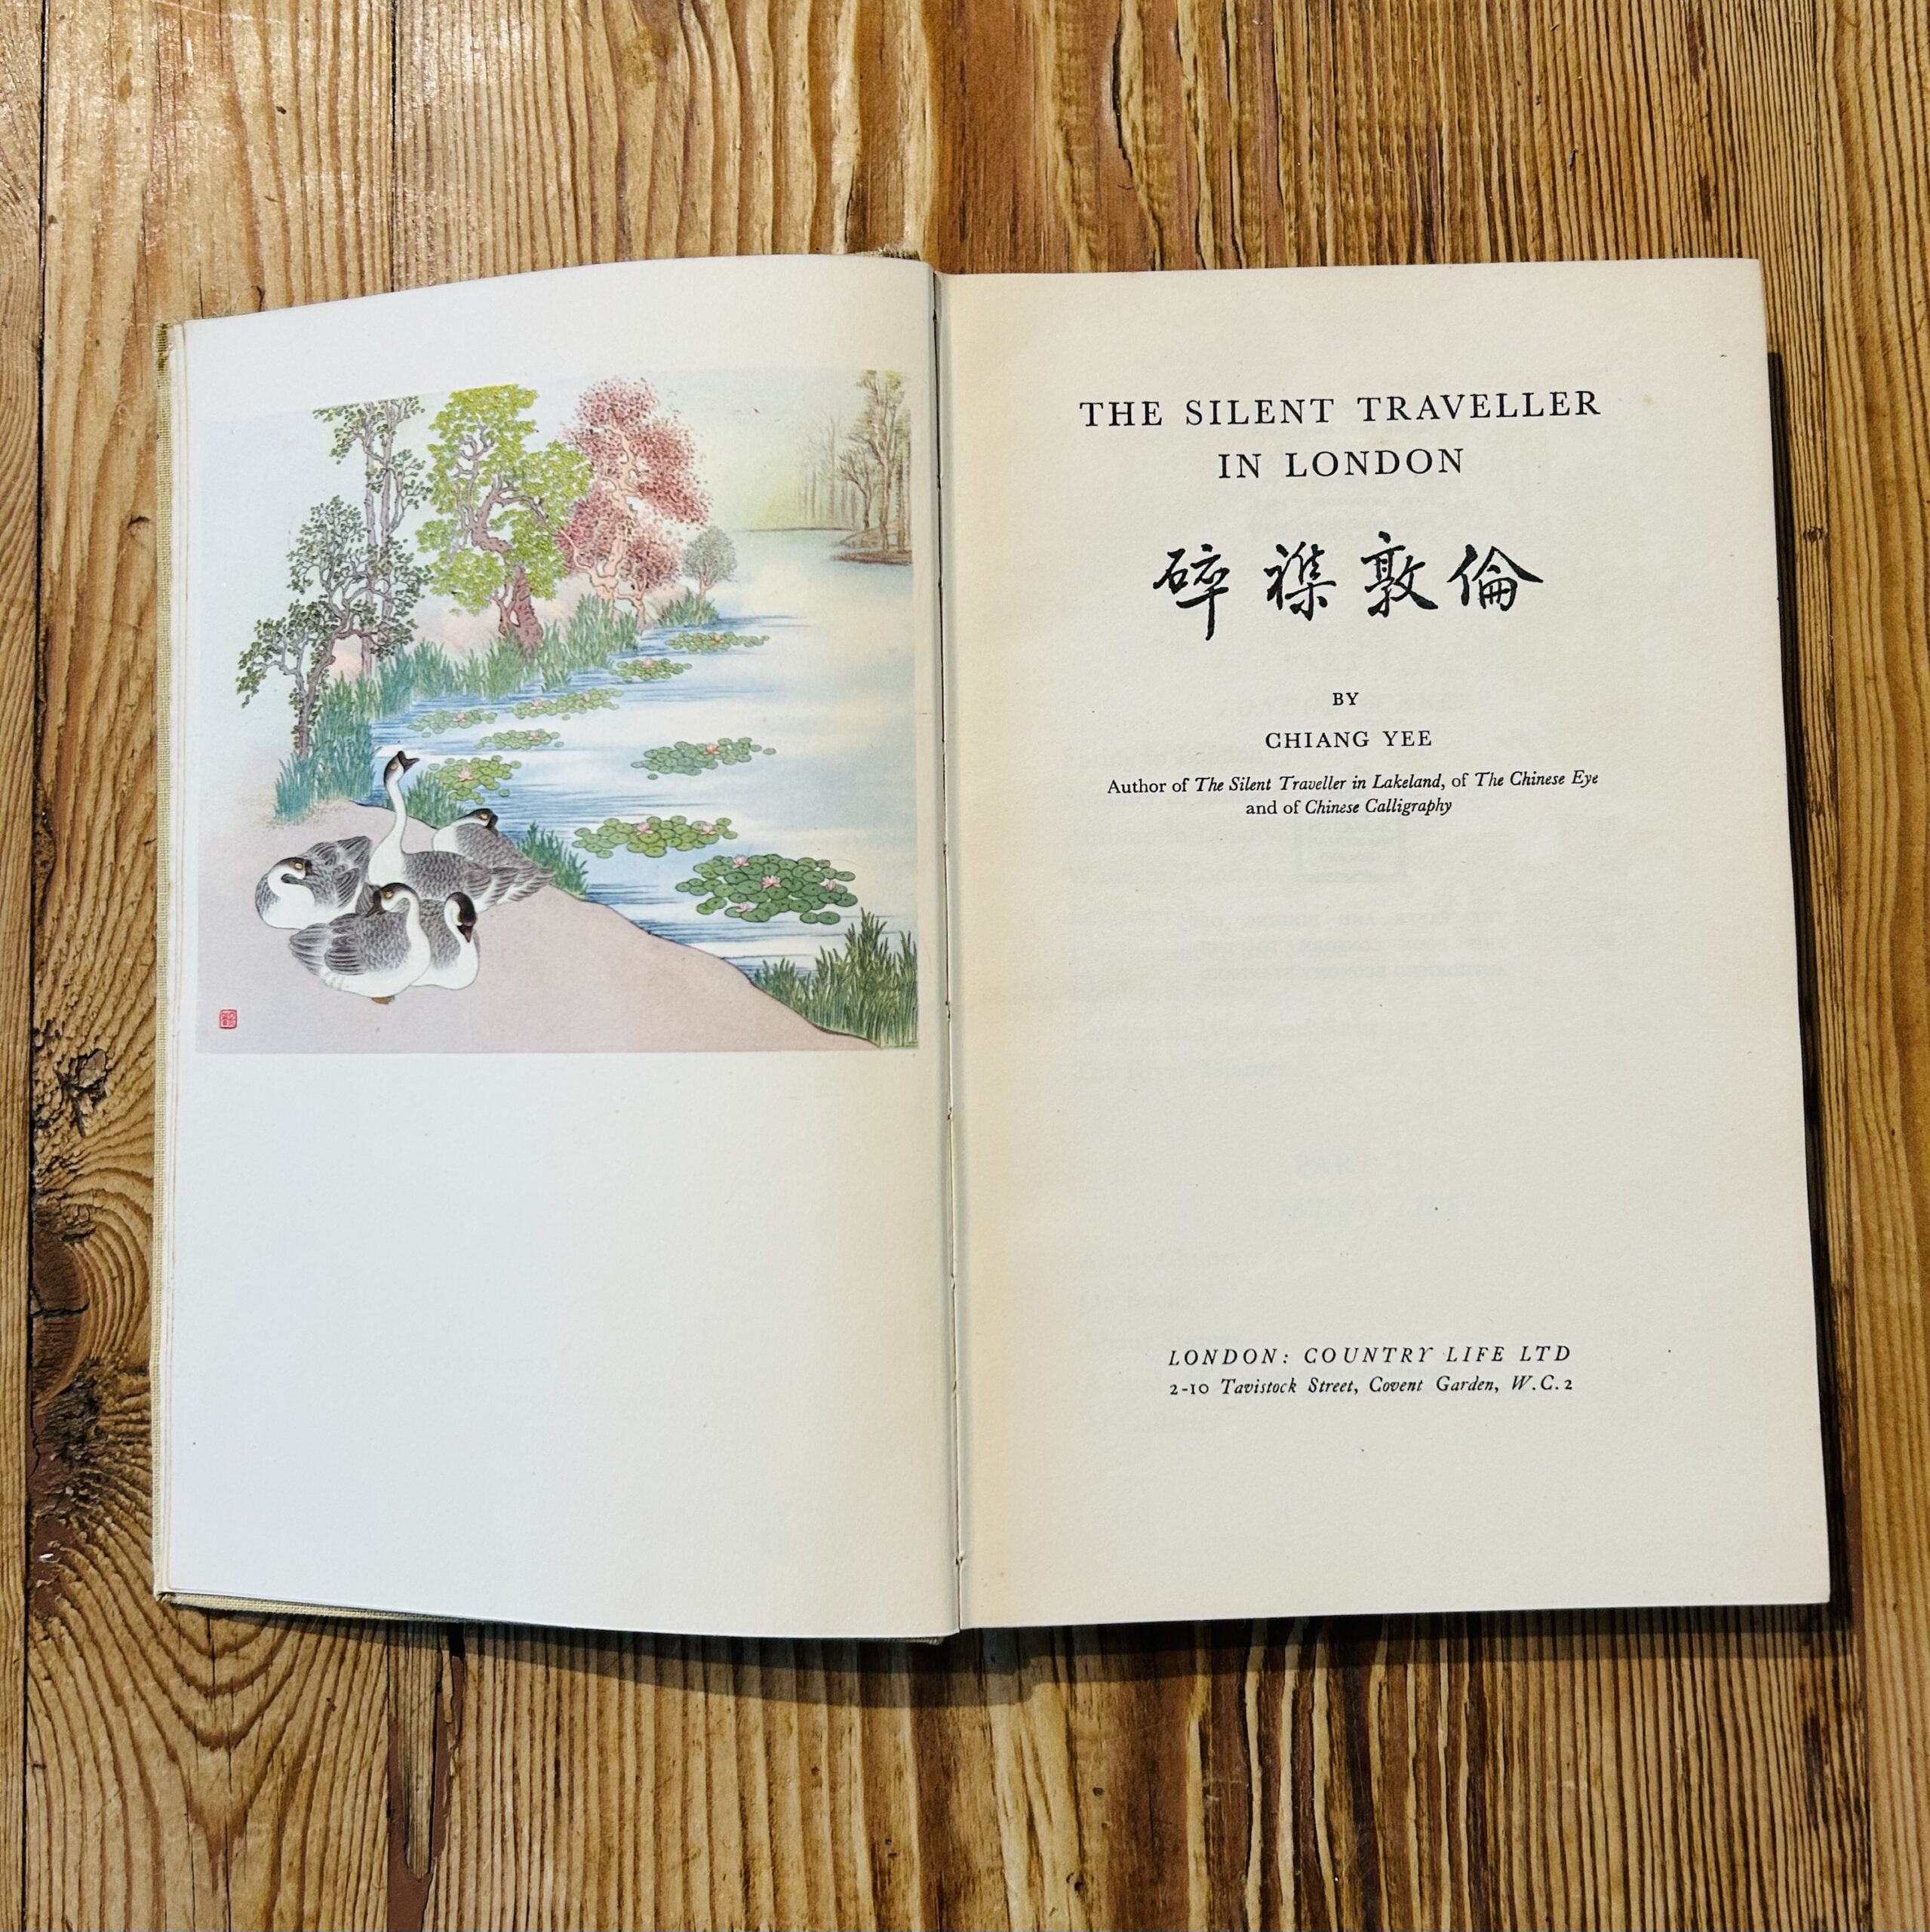 THE SILENT TRAVELLER
IN LONDON
倫敦襍碎
BY
CHIANG YEE
Author of The Silent Traveller in Lakeland, of The Chinese Eye
and of Chinese Calligraphy
LONDON: COUNTRY LIFE LTD
2-10 Tavistock Street, Covent Garden, W.C.2